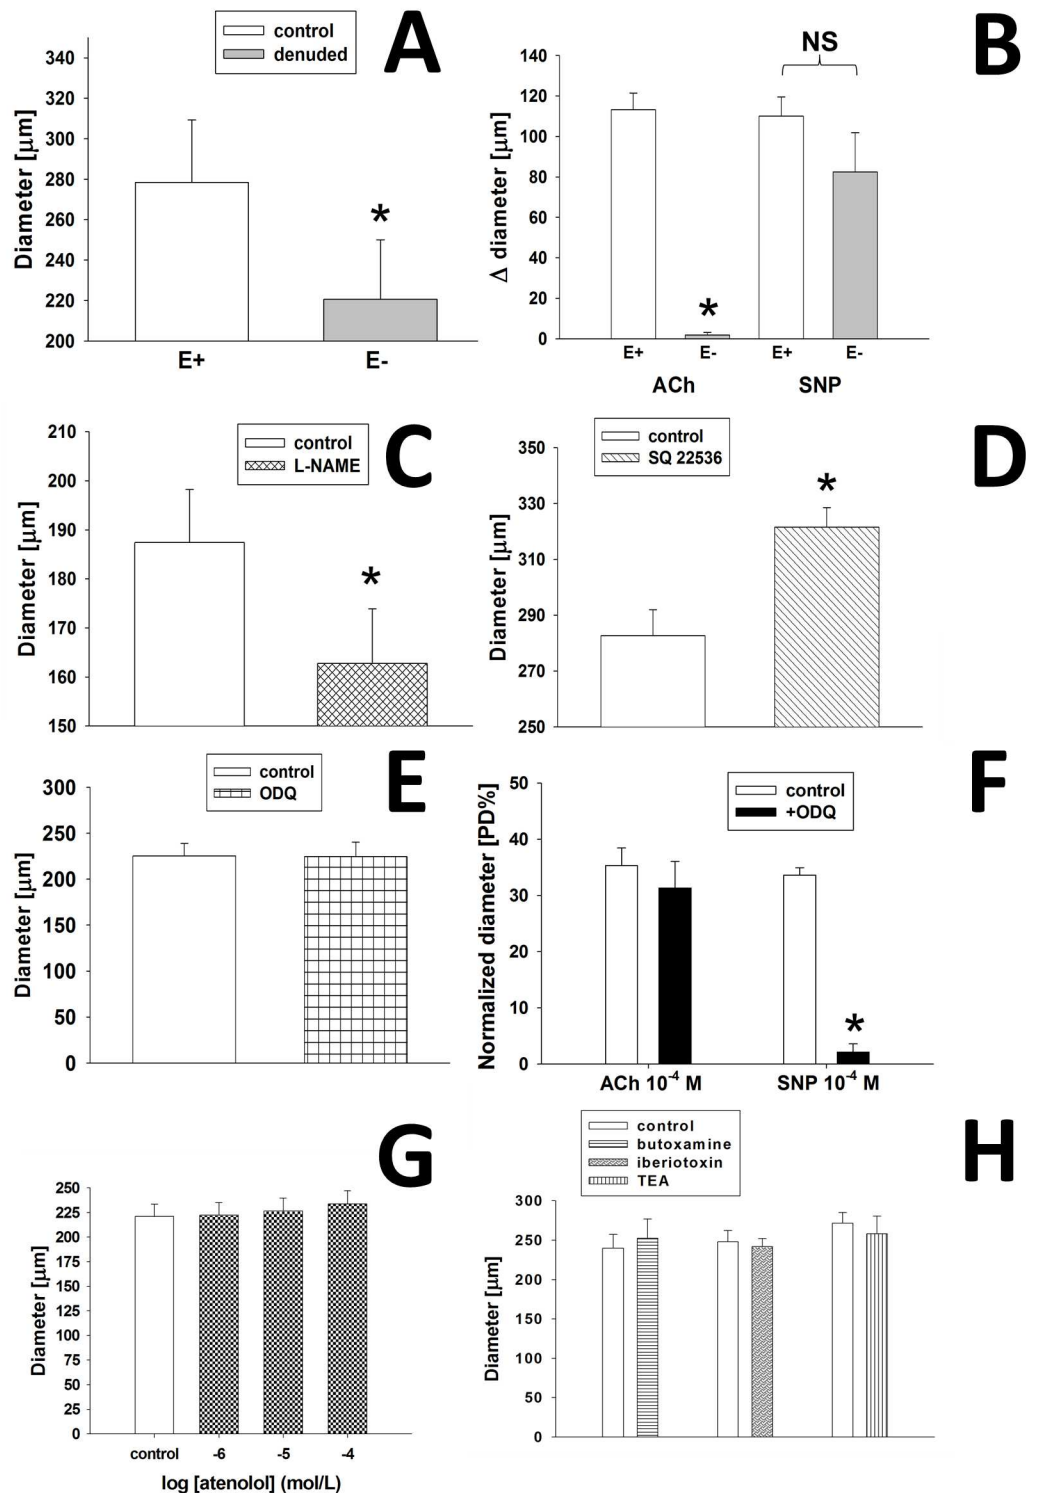 control
denuded
A
Diameter [µm]
340
320
300
280
260
240
220
200
*
E+
E-
B
NS
Δ diameter [µm]
140
120
100
80
60
40
20
0
*
E+
E-
E+
E-
ACh
SNP
control
L-NAME
C
Diameter [µm]
210
200
190
180
170
160
150
*
control
SQ 22536
D
Diameter [µm]
350
330
310
290
270
250
*
control
ODQ
E
Diameter [µm]
300
250
200
150
100
50
0
control
+ODQ
F
Normalized diameter [PD%]
50
40
30
20
10
0
*
ACh 10⁻⁴ M
SNP 10⁻⁴ M
G
Diameter [µm]
250
225
200
175
150
125
100
75
50
25
0
control
-6
-5
-4
log [atenolol] (mol/L)
control
butoxamine
iberiotoxin
TEA
H
Diameter [µm]
300
250
200
150
100
50
0